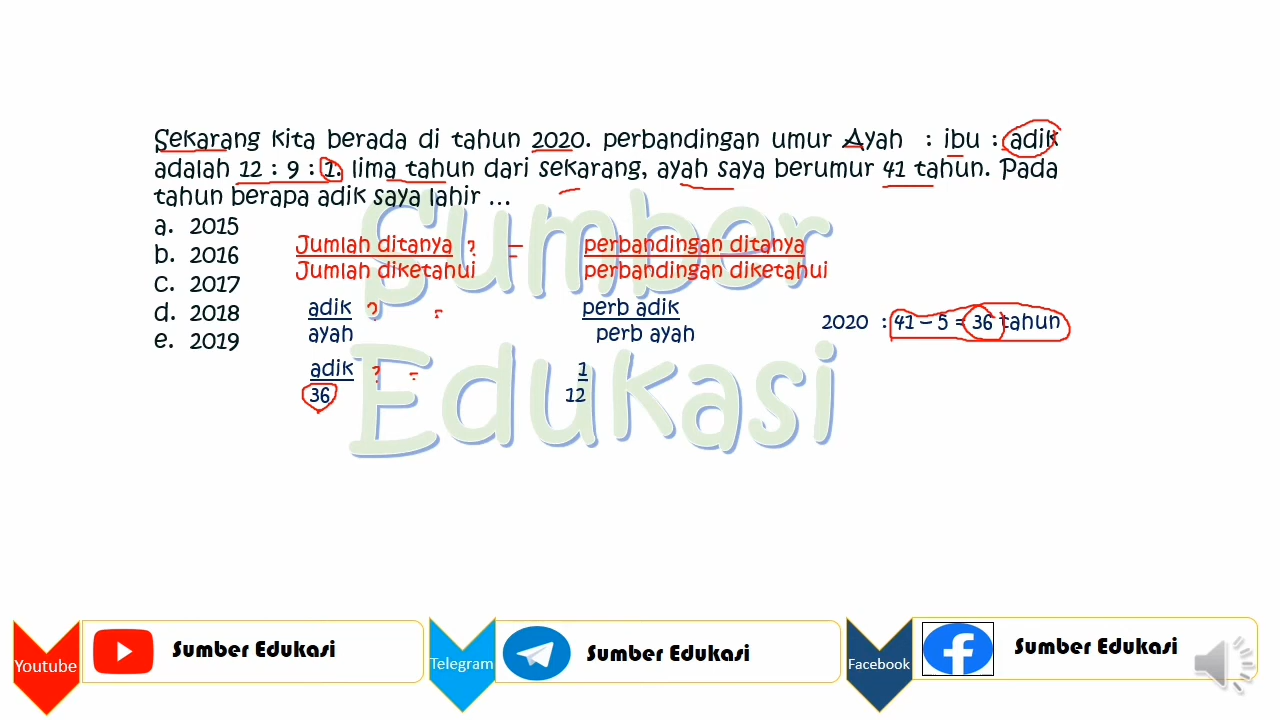 Sekarang kita berada di tahun 2020. perbandingan umur Ayah : ibu : adik
adalah 12 : 9 : 1. lima tahun dari sekarang, ayah saya berumur 41 tahun. Pada
tahun berapa adik saya lahir ...
a. 2015
b. 2016
c. 2017
d. 2018
e. 2019
Jumlah ditanya ? = perbandingan ditanya
Jumlah diketahui perbandingan diketahui
adik ? = perb adik
ayah perb ayah
2020 : 41 – 5 = 36 tahun
adik ? = 1
36 12
Sumber
Edukasi
Youtube
Sumber Edukasi
Telegram
Sumber Edukasi
Facebook
Sumber Edukasi